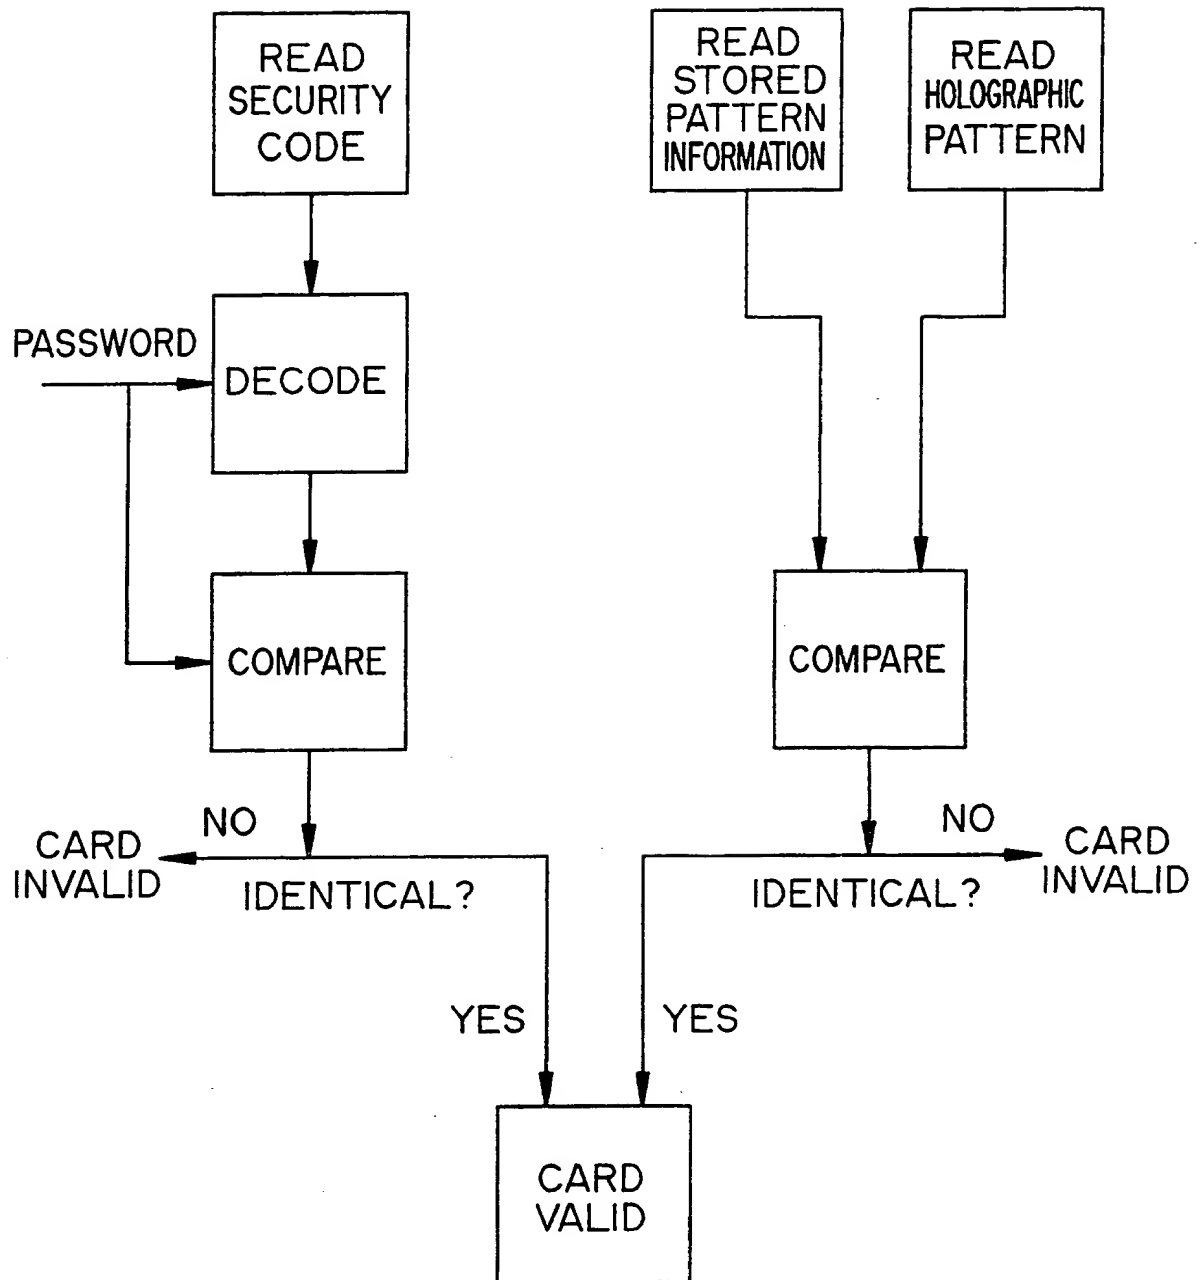 READ
SECURITY
CODE
READ
STORED
PATTERN
INFORMATION
READ
HOLOGRAPHIC
PATTERN
PASSWORD
DECODE
COMPARE
COMPARE
NO
CARD
INVALID
IDENTICAL?
NO
CARD
INVALID
IDENTICAL?
YES
YES
CARD
VALID